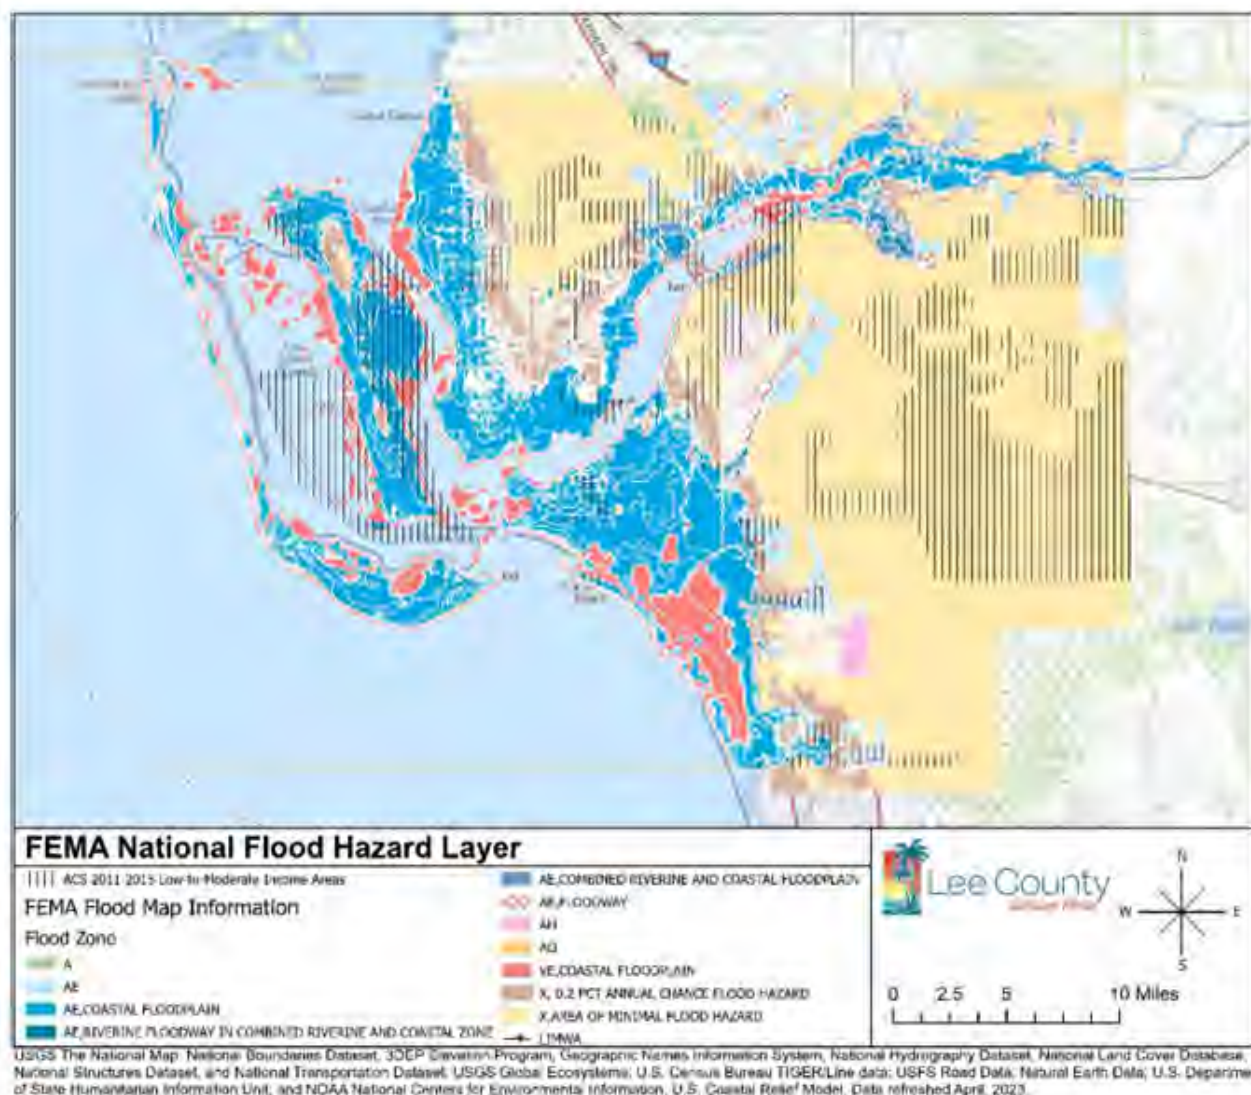 FEMA National Flood Hazard Layer
ACS 2011 2015 Low-to-Moderate Income Areas
FEMA Flood Map Information
Flood Zone
A
AE
AE,COASTAL FLOODPLAIN
AE,RIVERINE FLOODWAY IN COMBINED RIVERINE AND COASTAL ZONE
AE,COMBINED RIVERINE AND COASTAL FLOODPLAIN
AE,FLOODWAY
AH
AO
VE,COASTAL FLOODPLAIN
X, 0.2 PCT ANNUAL CHANCE FLOOD HAZARD
X,AREA OF MINIMAL FLOOD HAZARD
LIMWA
Lee County
N
W E
S
0 2.5 5 10 Miles
USGS The National Map: National Boundaries Dataset, 3DEP Elevation Program, Geographic Names Information System, National Hydrography Dataset, National Land Cover Database,
National Structures Dataset, and National Transportation Dataset; USGS Global Ecosystems; U.S. Census Bureau TIGER/Line data; USFS Road Data; Natural Earth Data; U.S. Departme
of State Humanitarian Information Unit; and NOAA National Centers for Environmental Information, U.S. Coastal Relief Model. Data refreshed April, 2023.